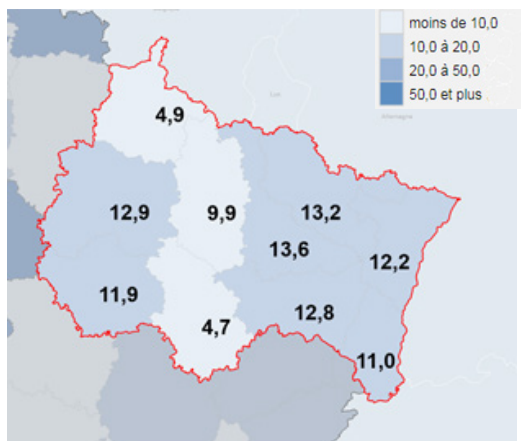 moins de 10,0
10,0 à 20,0
20,0 à 50,0
50,0 et plus
Allemagne
4,9
12,9
9,9
13,2
13,6
12,2
11,9
12,8
4,7
11,0